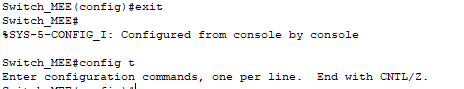 Switch_MEE(config)#exit
Switch_MEE#
%SYS-5-CONFIG_I: Configured from console by console
Switch_MEE#config t
Enter configuration commands, one per line.  End with CNTL/Z.